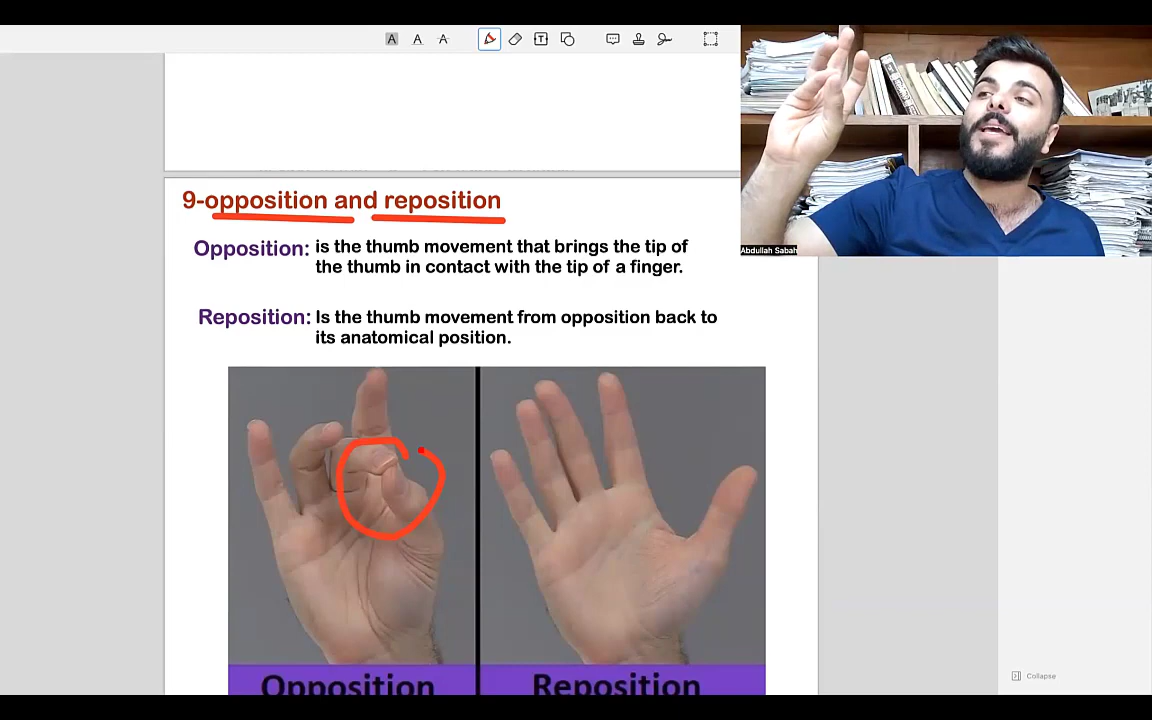 A A A T
Abdullah Sabah
9-opposition and reposition
Opposition: is the thumb movement that brings the tip of
the thumb in contact with the tip of a finger.
Reposition: Is the thumb movement from opposition back to
its anatomical position.
Opposition Reposition
Collapse